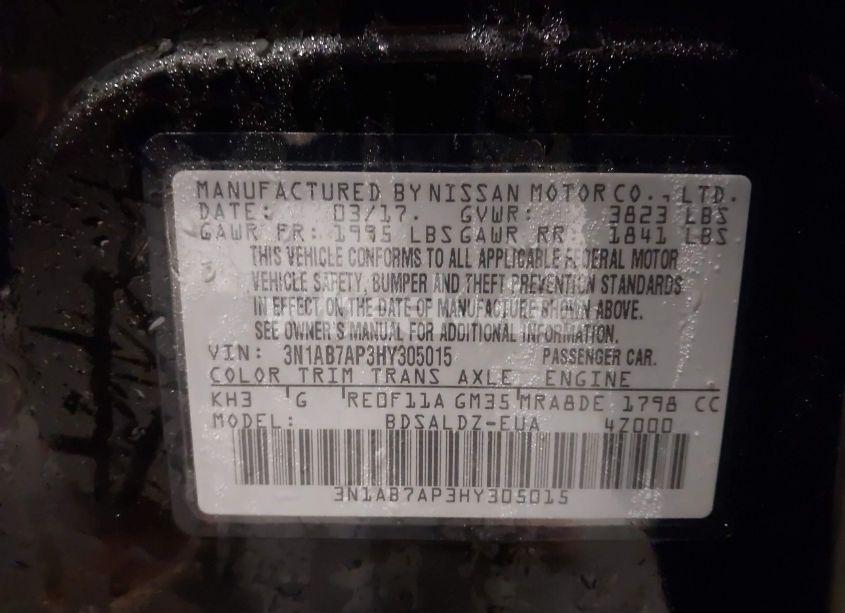 MANUFACTURED BY NISSAN MOTOR CO., LTD.
DATE: 03/17. GVWR: 3823 LBS
GAWR FR: 1995 LBS GAWR RR: 1841 LBS
THIS VEHICLE CONFORMS TO ALL APPLICABLE FEDERAL MOTOR
VEHICLE SAFETY, BUMPER AND THEFT PREVENTION STANDARDS
IN EFFECT ON THE DATE OF MANUFACTURE SHOWN ABOVE.
SEE OWNER'S MANUAL FOR ADDITIONAL INFORMATION.
VIN: 3N1AB7AP3HY305015 PASSENGER CAR.
COLOR TRIM TRANS AXLE ENGINE
KH3 G RE0F11A GM35 MRA8DE 1798 CC
MODEL: BDSALDZ-EUA 4Z000
3N1AB7AP3HY305015